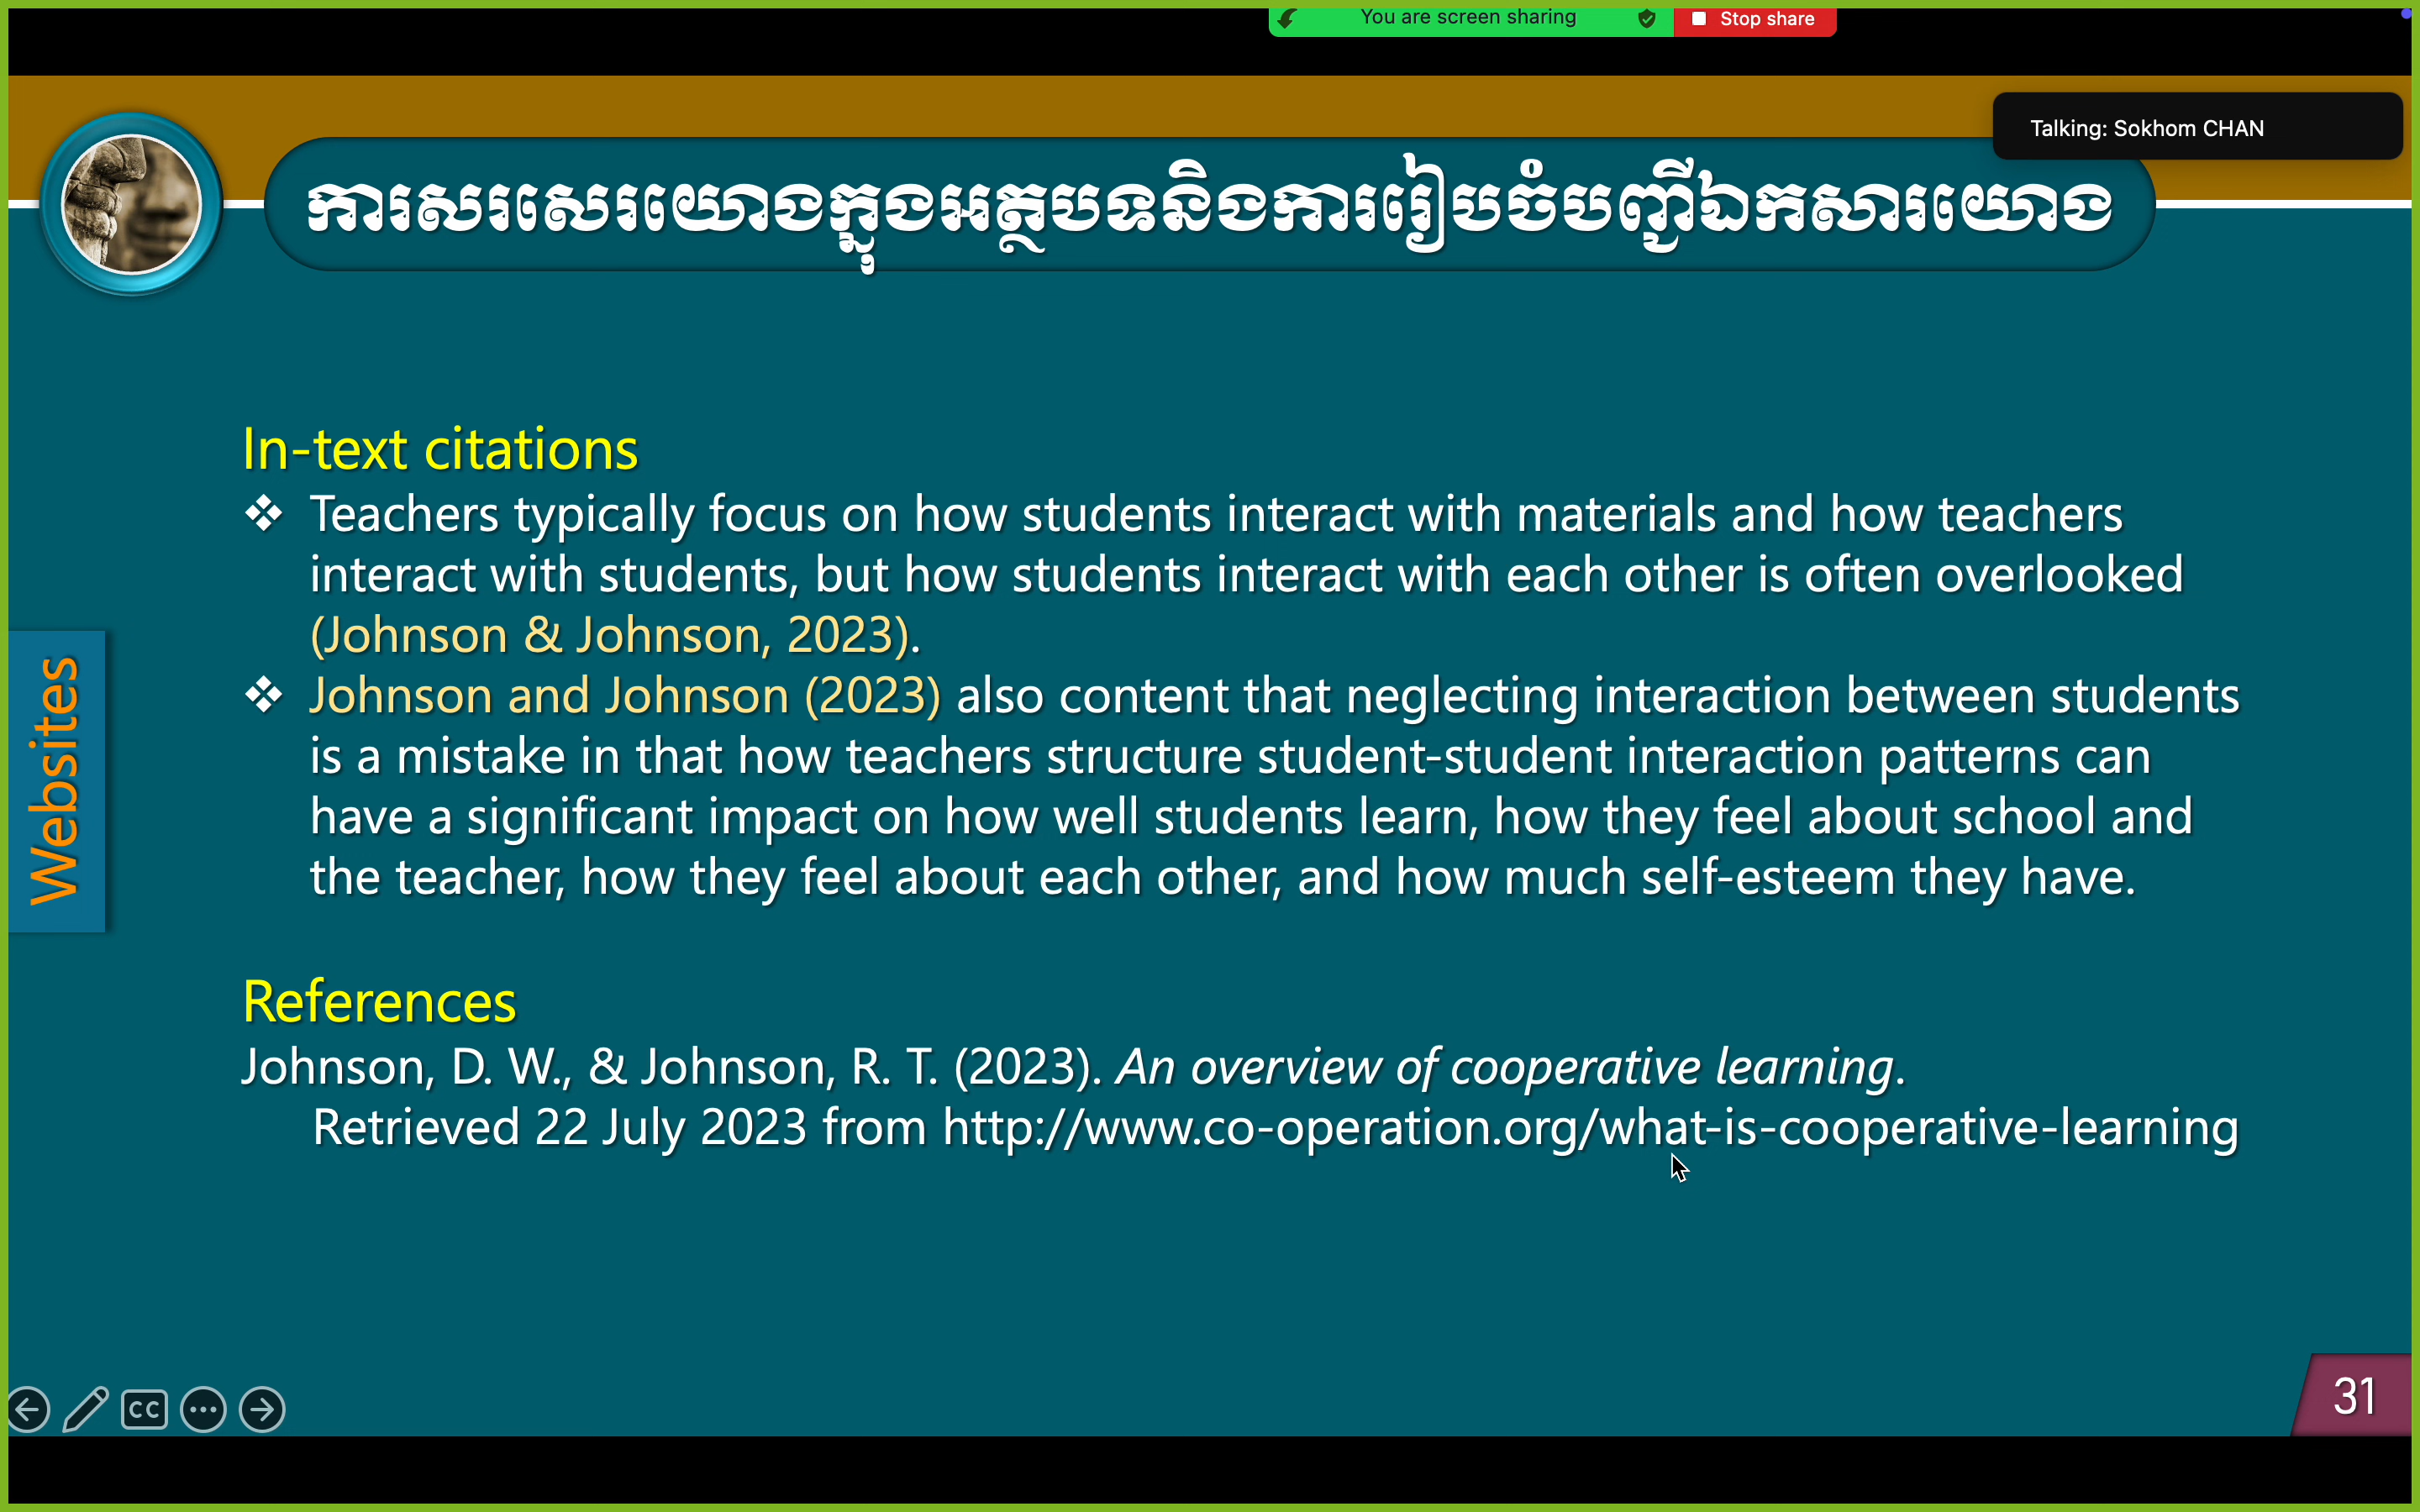 You are screen sharing
Stop share
Talking: Sokhom CHAN
ការសរសេរយោងក្នុងអត្ថបទនិងការរៀបចំបញ្ជីឯកសារយោង
In-text citations
❖ Teachers typically focus on how students interact with materials and how teachers
interact with students, but how students interact with each other is often overlooked
(Johnson & Johnson, 2023).
❖ Johnson and Johnson (2023) also content that neglecting interaction between students
is a mistake in that how teachers structure student-student interaction patterns can
have a significant impact on how well students learn, how they feel about school and
the teacher, how they feel about each other, and how much self-esteem they have.
Websites
References
Johnson, D. W., & Johnson, R. T. (2023). An overview of cooperative learning.
Retrieved 22 July 2023 from http://www.co-operation.org/what-is-cooperative-learning
CC
31